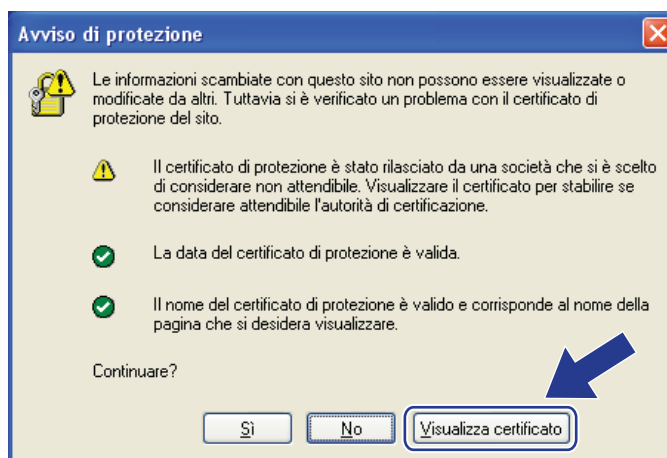 Avviso di protezione
Le informazioni scambiate con questo sito non possono essere visualizzate o
modificate da altri. Tuttavia si è verificato un problema con il certificato di
protezione del sito.
Il certificato di protezione è stato rilasciato da una società che si è scelto
di considerare non attendibile. Visualizzare il certificato per stabilire se
considerare attendibile l'autorità di certificazione.
La data del certificato di protezione è valida.
Il nome del certificato di protezione è valido e corrisponde al nome della
pagina che si desidera visualizzare.
Continuare?
Sì No Visualizza certificato